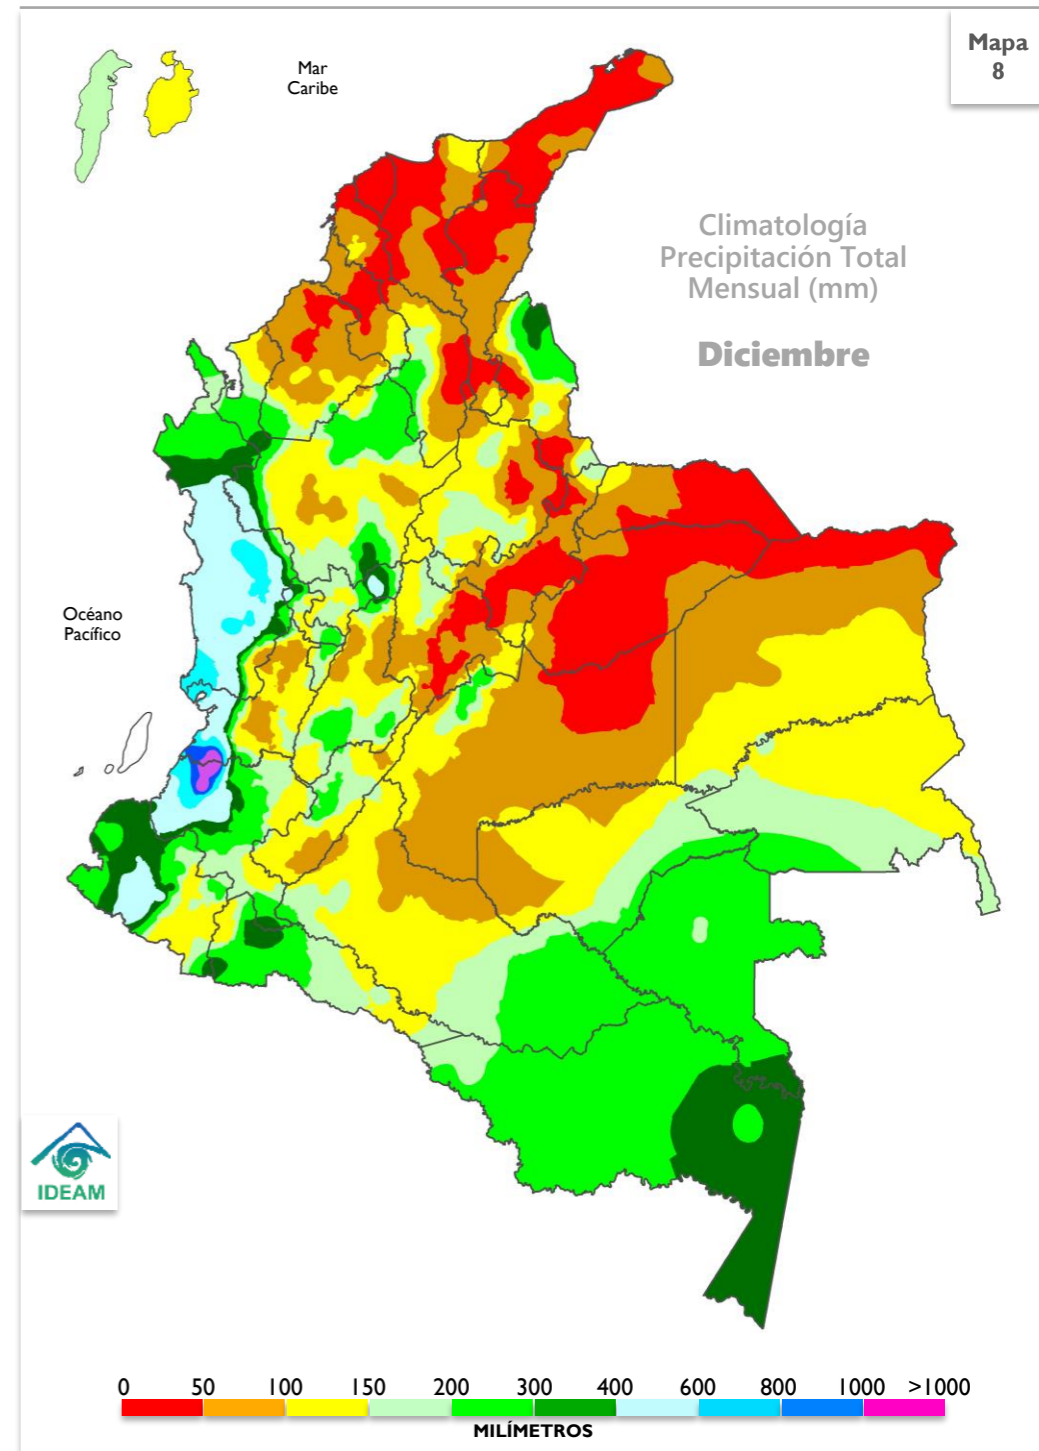 Mapa
8
Mar
Caribe
Climatología
Precipitación Total
Mensual (mm)
Diciembre
Océano
Pacífico
IDEAM
0 50 100 150 200 300 400 600 800 1000 >1000
MILÍMETROS